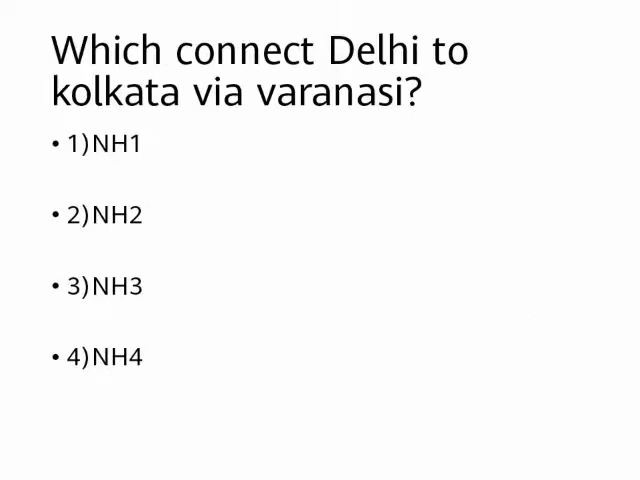 Which connect Delhi to
kolkata via varanasi?
• 1)NH1
• 2)NH2
• 3)NH3
• 4)NH4